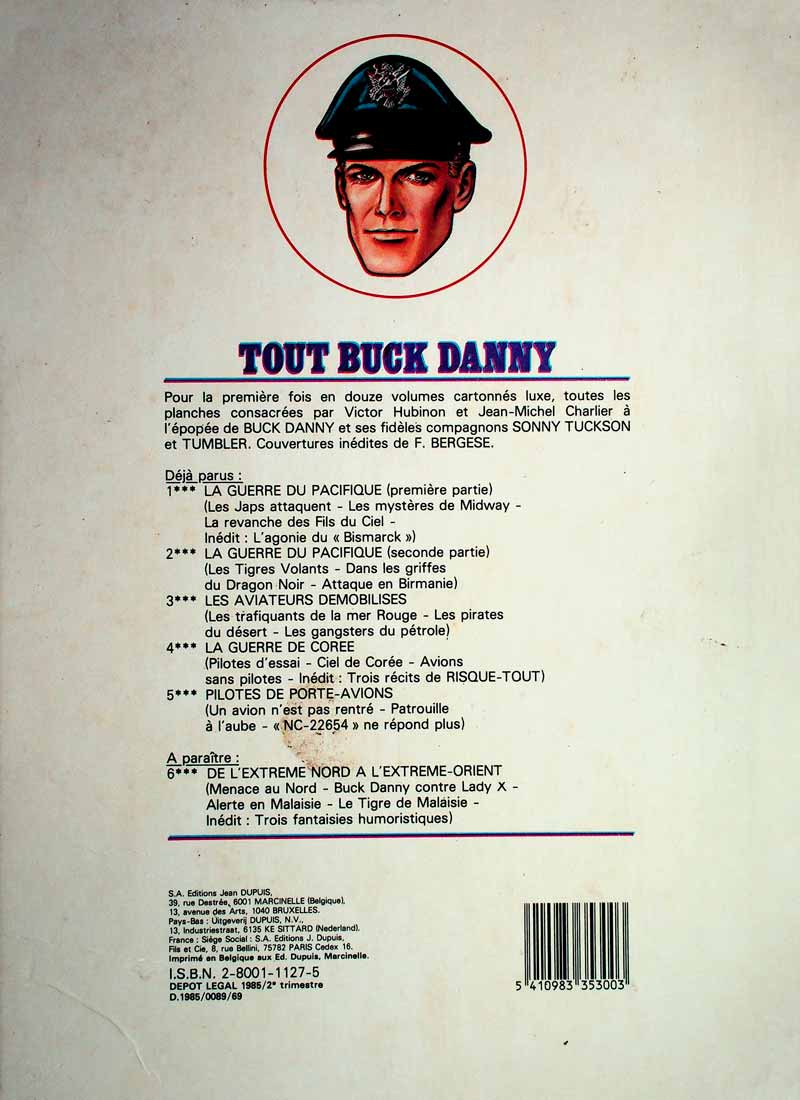 TOUT BUCK DANNY
Pour la première fois en douze volumes cartonnés luxe, toutes les
planches consacrées par Victor Hubinon et Jean-Michel Charlier à
l'épopée de BUCK DANNY et ses fidèles compagnons SONNY TUCKSON
et TUMBLER. Couvertures inédites de F. BERGESE.
Déjà parus :
1*** LA GUERRE DU PACIFIQUE (première partie)
(Les Japs attaquent - Les mystères de Midway -
La revanche des Fils du Ciel -
Inédit : L'agonie du « Bismarck »)
2*** LA GUERRE DU PACIFIQUE (seconde partie)
(Les Tigres Volants - Dans les griffes
du Dragon Noir - Attaque en Birmanie)
3*** LES AVIATEURS DEMOBILISES
(Les trafiquants de la mer Rouge - Les pirates
du désert - Les gangsters du pétrole)
4*** LA GUERRE DE COREE
(Pilotes d'essai - Ciel de Corée - Avions
sans pilotes - Inédit : Trois récits de RISQUE-TOUT)
5*** PILOTES DE PORTE-AVIONS
(Un avion n'est pas rentré - Patrouille
à l'aube - « NC-22654 » ne répond plus)
A paraître :
6*** DE L'EXTREME NORD A L'EXTREME-ORIENT
(Menace au Nord - Buck Danny contre Lady X -
Alerte en Malaisie - Le Tigre de Malaisie -
Inédit : Trois fantaisies humoristiques)
S.A. Editions Jean DUPUIS,
39, rue Destrée, 6001 MARCINELLE (Belgique),
13, avenue des Arts, 1040 BRUXELLES.
Pays-Bas : Uitgeverij DUPUIS, N.V.,
13, Industriestraat, 6135 KE SITTARD (Nederland).
France : Siège Social : S.A. Editions J. Dupuis,
Fils et Cie, 8, rue Bellini, 75782 PARIS Cedex 16.
Imprimé en Belgique aux Ed. Dupuis, Marcinelle.
I.S.B.N. 2-8001-1127-5
DEPOT LEGAL 1985/2e trimestre
D.1985/0089/69
5 410983 353003